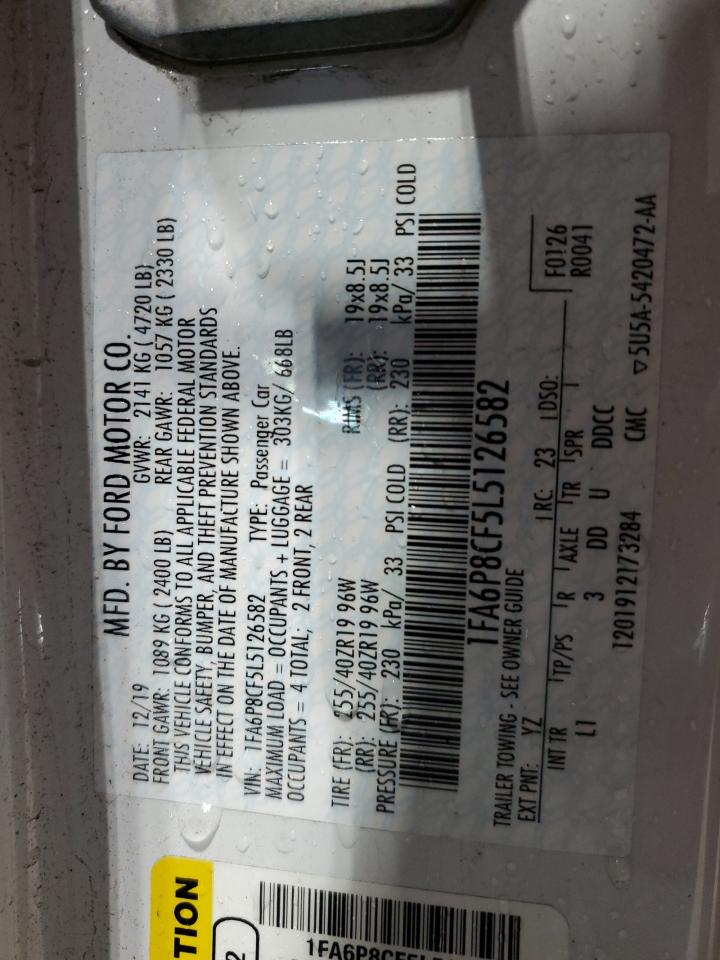 MFD. BY FORD MOTOR CO.
DATE: 12/19 GVWR: 2141 KG ( 4720 LB)
FRONT GAWR: 1089 KG ( 2400 LB) REAR GAWR: 1057 KG ( 2330 LB)
THIS VEHICLE CONFORMS TO ALL APPLICABLE FEDERAL MOTOR
VEHICLE SAFETY, BUMPER, AND THEFT PREVENTION STANDARDS
IN EFFECT ON THE DATE OF MANUFACTURE SHOWN ABOVE.
VIN: 1FA6P8CF5L5126582 TYPE: Passenger Car
MAXIMUM LOAD = OCCUPANTS + LUGGAGE = 303KG/ 668LB
OCCUPANTS = 4 TOTAL, 2 FRONT, 2 REAR
TIRE (FR): 255/40ZR19 96W RIMS (FR): 19x8.5J
(RR): 255/40ZR19 96W (RR): 19x8.5J
PRESSURE (FR): 230 kPa/ 33 PSI COLD (RR): 230 kPa/ 33 PSI COLD
1FA6P8CF5L5126582
TRAILER TOWING - SEE OWNER GUIDE
EXT PNT: YZ RC: 23 DSO: F0126
R0041
INT TR TP/PS R AXLE TR SPR
L1 3 DD U DDCC
1201912173284 CMC ▽5U5A-5420472-AA
TION
2